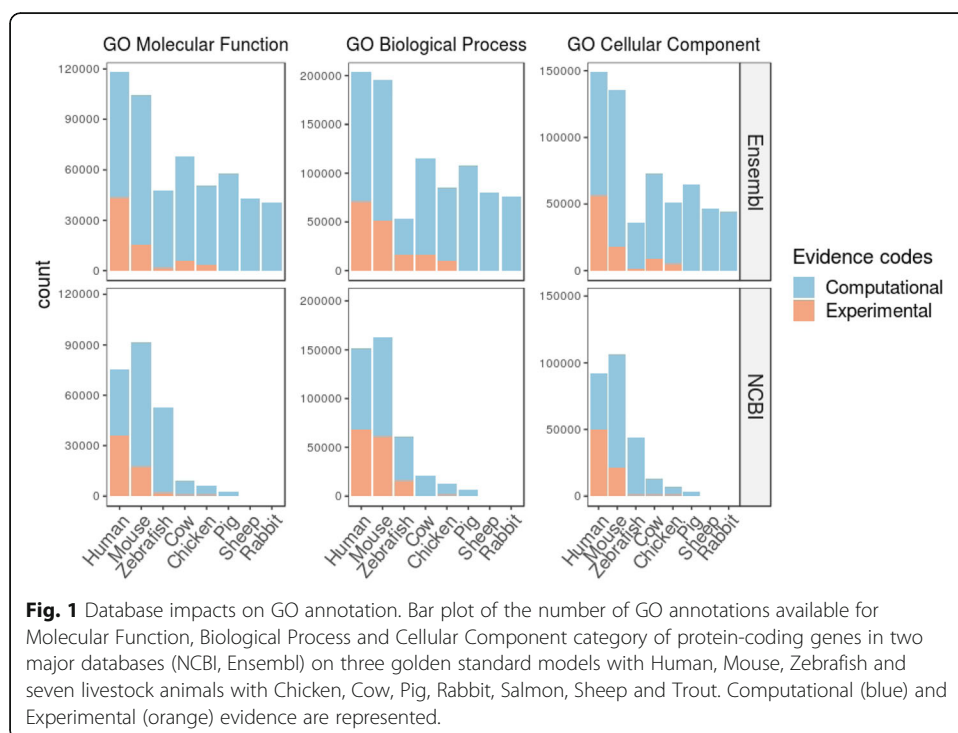 GO Molecular Function
GO Biological Process
GO Cellular Component
120000
90000
60000
30000
0
200000
150000
100000
50000
0
150000
100000
50000
0
Ensembl
count
120000
90000
60000
30000
0
200000
150000
100000
50000
0
150000
100000
50000
0
NCBI
Human
Mouse
Zebrafish
Cow
Chicken
Pig
Sheep
Rabbit
Human
Mouse
Zebrafish
Cow
Chicken
Pig
Sheep
Rabbit
Human
Mouse
Zebrafish
Cow
Chicken
Pig
Sheep
Rabbit
Evidence codes
Computational
Experimental
Fig. 1 Database impacts on GO annotation. Bar plot of the number of GO annotations available for
Molecular Function, Biological Process and Cellular Component category of protein-coding genes in two
major databases (NCBI, Ensembl) on three golden standard models with Human, Mouse, Zebrafish and
seven livestock animals with Chicken, Cow, Pig, Rabbit, Salmon, Sheep and Trout. Computational (blue) and
Experimental (orange) evidence are represented.